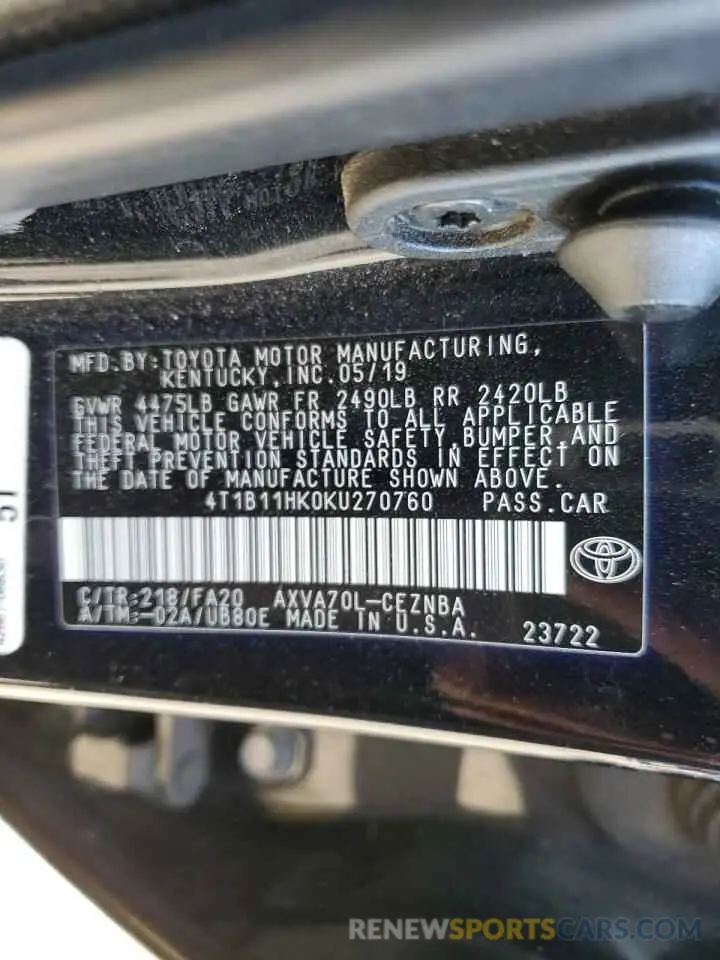 MFD.BY:TOYOTA MOTOR MANUFACTURING,
KENTUCKY,INC.05/19
GVWR 4475LB GAWR FR 2490LB RR 2420LB
THIS VEHICLE CONFORMS TO ALL APPLICABLE
FEDERAL MOTOR VEHICLE SAFETY,BUMPER,AND
THEFT PREVENTION STANDARDS IN EFFECT ON
THE DATE OF MANUFACTURE SHOWN ABOVE.
4T1B11HK0KU270760 PASS.CAR
C/TR:218/FA20 AXVA70L-CEZNBA
A/TM:-02A/UB80E MADE IN U.S.A. 23722
RENEWSPORTSCARS.COM